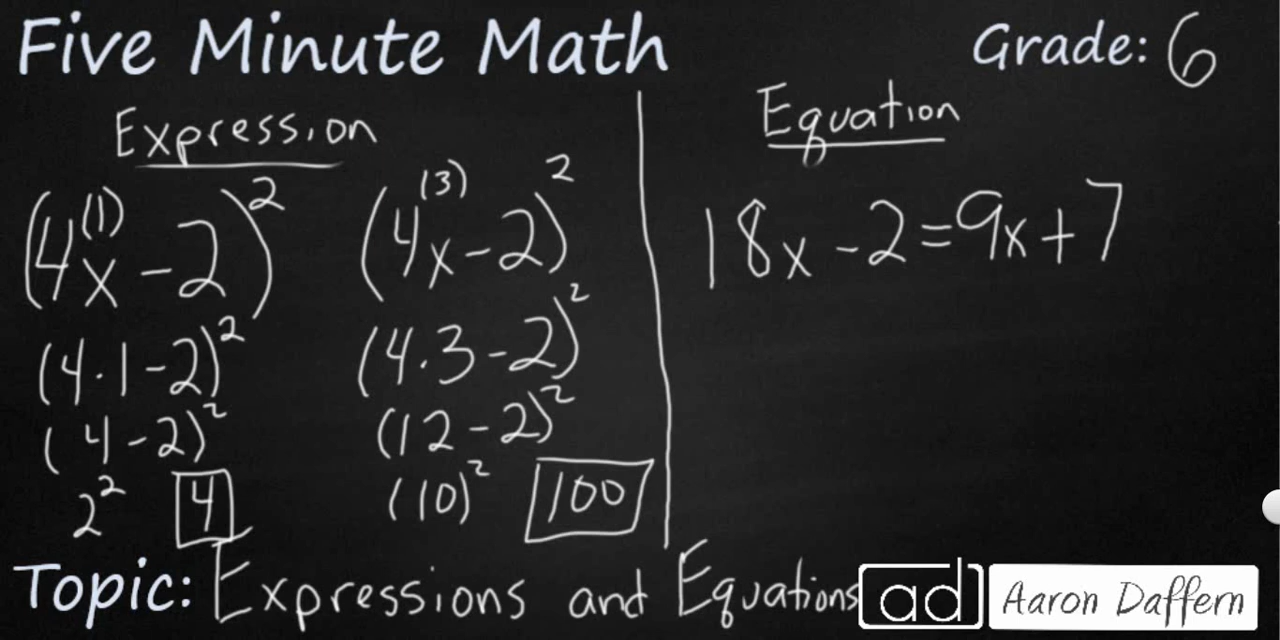 Five Minute Math
Grade: 6
Expression
(4x(1) - 2)²
(4·1-2)²
(4-2)²
2² 4
(4x(3) - 2)²
(4·3-2)²
(12-2)²
(10)² 100
Equation
18x - 2 = 9x + 7
Topic: Expressions and Equations
ad
Aaron Daffern